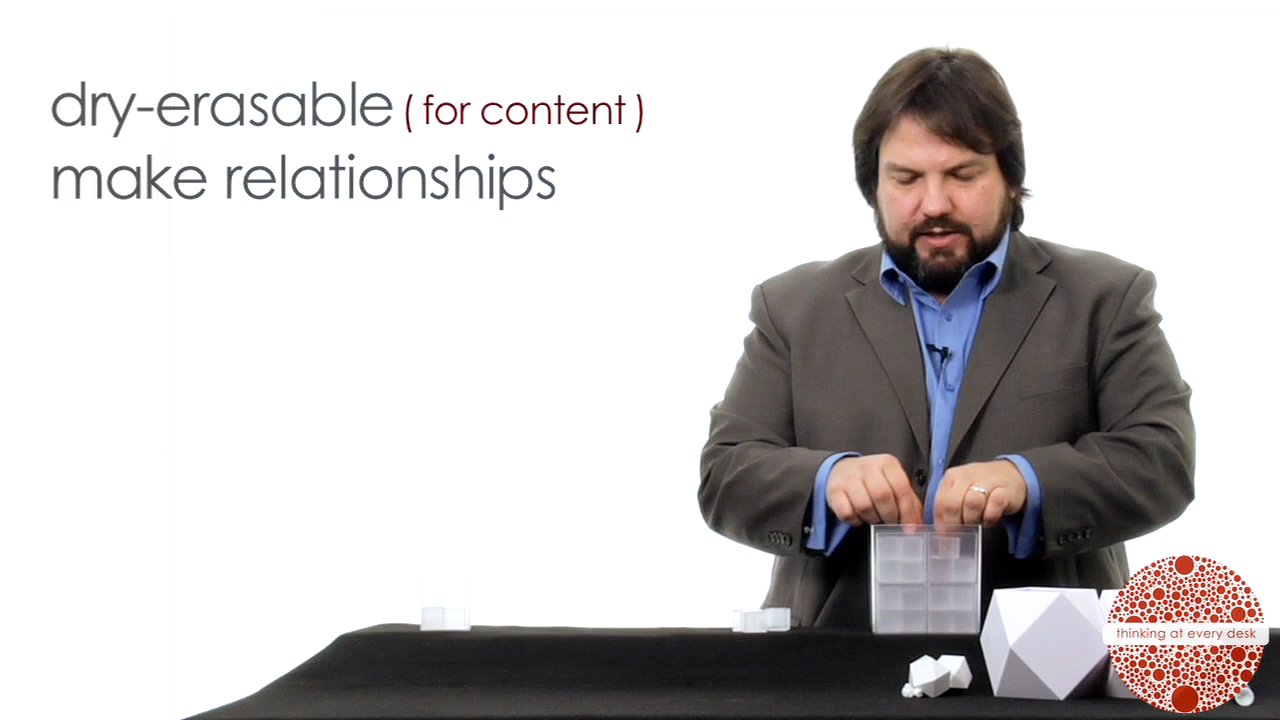 dry-erasable ( for content )
make relationships
thinking at every desk